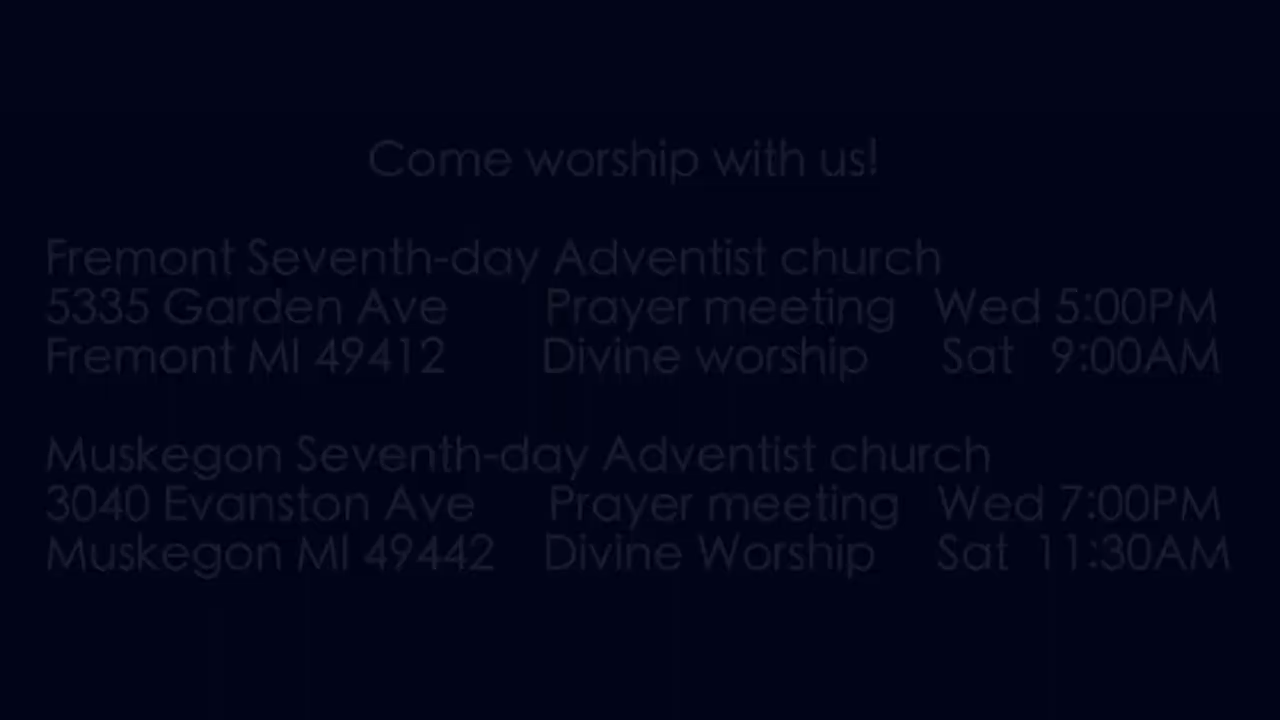 Come worship with us!
Fremont Seventh-day Adventist church
5335 Garden Ave Prayer meeting Wed 5:00PM
Fremont MI 49412 Divine worship Sat 9:00AM
Muskegon Seventh-day Adventist church
3040 Evanston Ave Prayer meeting Wed 7:00PM
Muskegon MI 49442 Divine Worship Sat 11:30AM